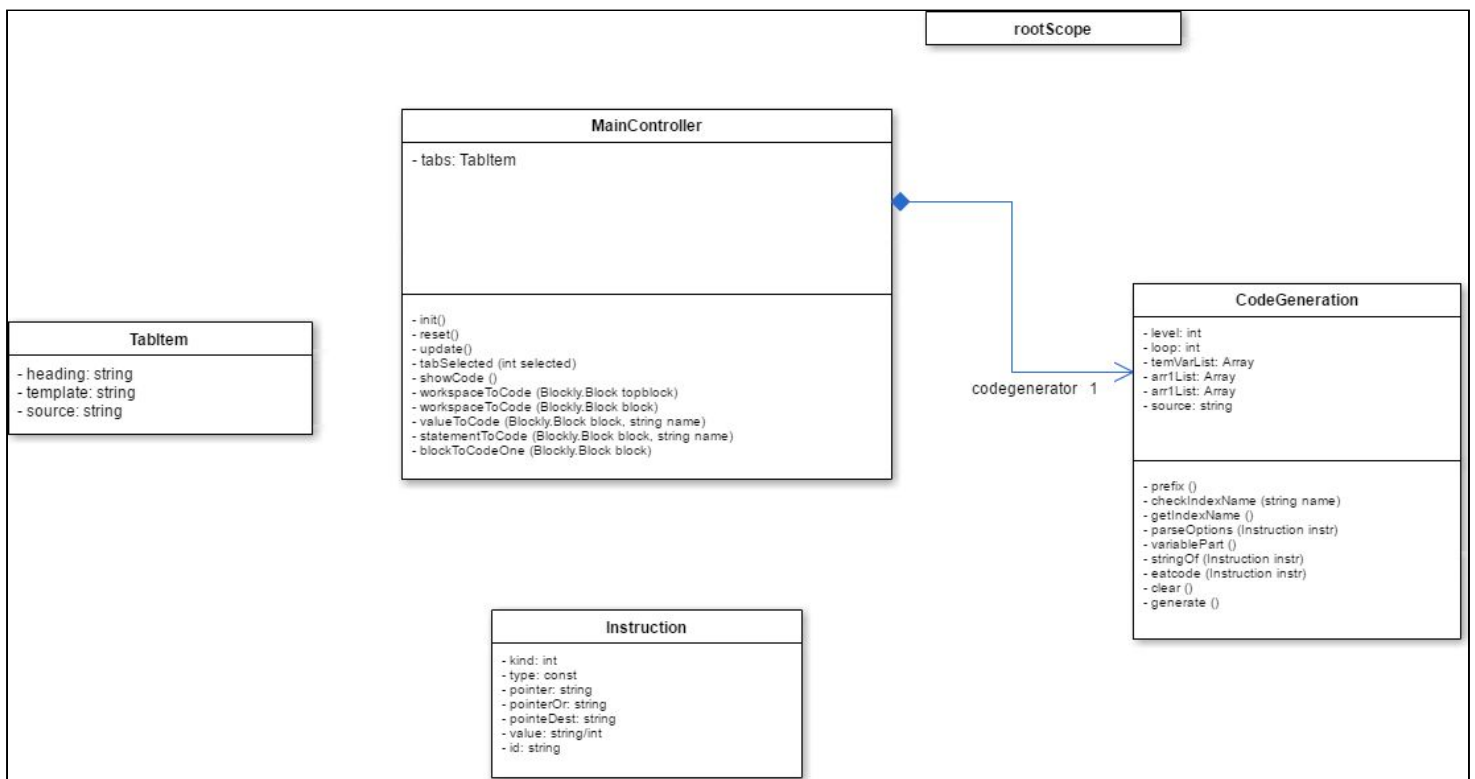 rootScope
MainController
- tabs: TabItem
- init()
- reset()
- update()
- tabSelected (int selected)
- showCode ()
- workspaceToCode (Blockly.Block topblock)
- workspaceToCode (Blockly.Block block)
- valueToCode (Blockly.Block block, string name)
- statementToCode (Blockly.Block block, string name)
- blockToCodeOne (Blockly.Block block)
TabItem
- heading: string
- template: string
- source: string
codegenerator 1
CodeGeneration
- level: int
- loop: int
- temVarList: Array
- arr1List: Array
- arr1List: Array
- source: string
- prefix ()
- checkIndexName (string name)
- getIndexName ()
- parseOptions (Instruction instr)
- variablePart ()
- stringOf (Instruction instr)
- eatcode (Instruction instr)
- clear ()
- generate ()
Instruction
- kind: int
- type: const
- pointer: string
- pointerOr: string
- pointeDest: string
- value: string/int
- id: string